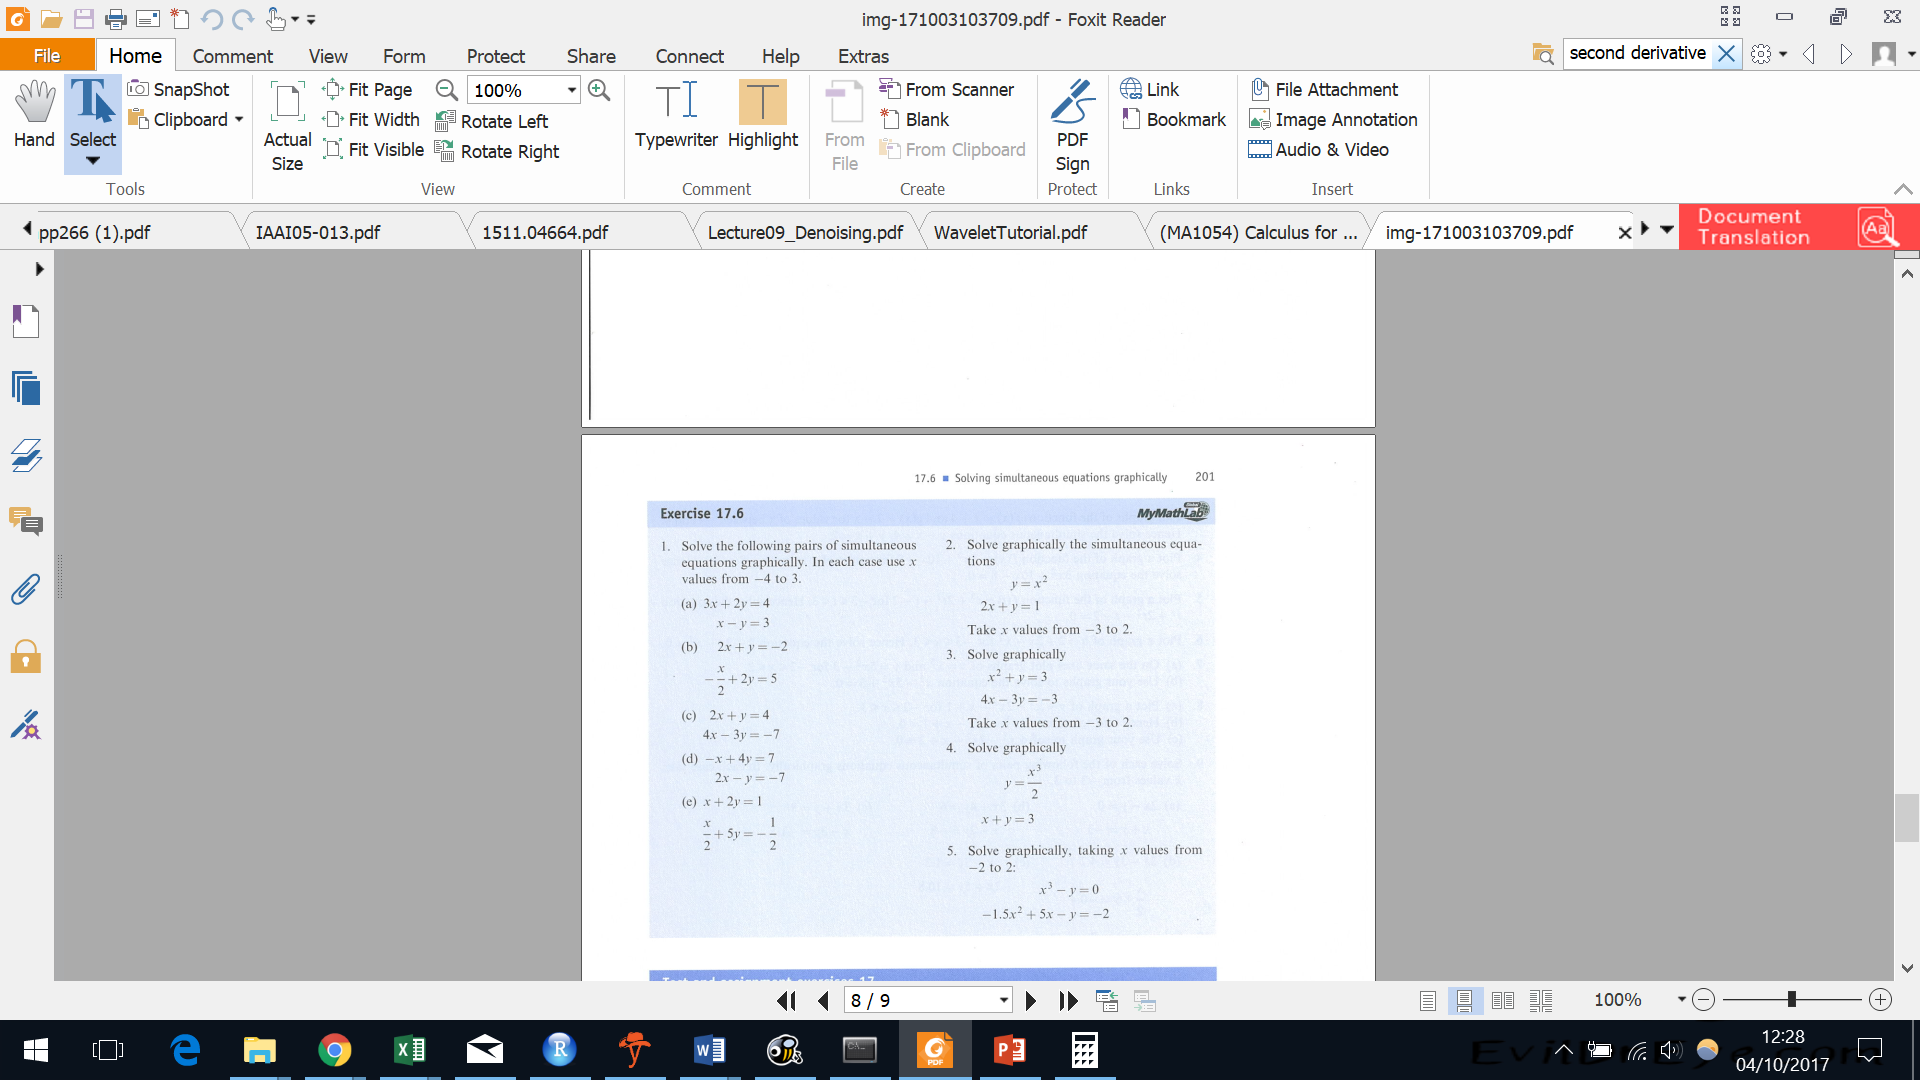 img-171003103709.pdf - Foxit Reader
File Home Comment View Form Protect Share Connect Help Extras
second derivative
Hand
Select
SnapShot
Clipboard
Tools
Actual Size
Fit Page
Fit Width
Fit Visible
100%
Rotate Left
Rotate Right
View
Typewriter
Highlight
Comment
From File
From Scanner
Blank
From Clipboard
Create
PDF Sign
Protect
Link
Bookmark
Links
File Attachment
Image Annotation
Audio & Video
Insert
pp266 (1).pdf
IAAI05-013.pdf
1511.04664.pdf
Lecture09_Denoising.pdf
WaveletTutorial.pdf
(MA1054) Calculus for ...
img-171003103709.pdf
Document
Translation
17.6 ■ Solving simultaneous equations graphically 201
Exercise 17.6
MyMathLab
1. Solve the following pairs of simultaneous
equations graphically. In each case use x
values from −4 to 3.
(a) 3x + 2y = 4
x − y = 3
(b) 2x + y = −2
−x/2 + 2y = 5
(c) 2x + y = 4
4x − 3y = −7
(d) −x + 4y = 7
2x − y = −7
(e) x + 2y = 1
x/2 + 5y = −1/2
2. Solve graphically the simultaneous equa-
tions
y = x²
2x + y = 1
Take x values from −3 to 2.
3. Solve graphically
x² + y = 3
4x − 3y = −3
Take x values from −3 to 2.
4. Solve graphically
y = x³/2
x + y = 3
5. Solve graphically, taking x values from
−2 to 2:
x³ − y = 0
−1.5x² + 5x − y = −2
8 / 9
100%
12:28
04/10/2017